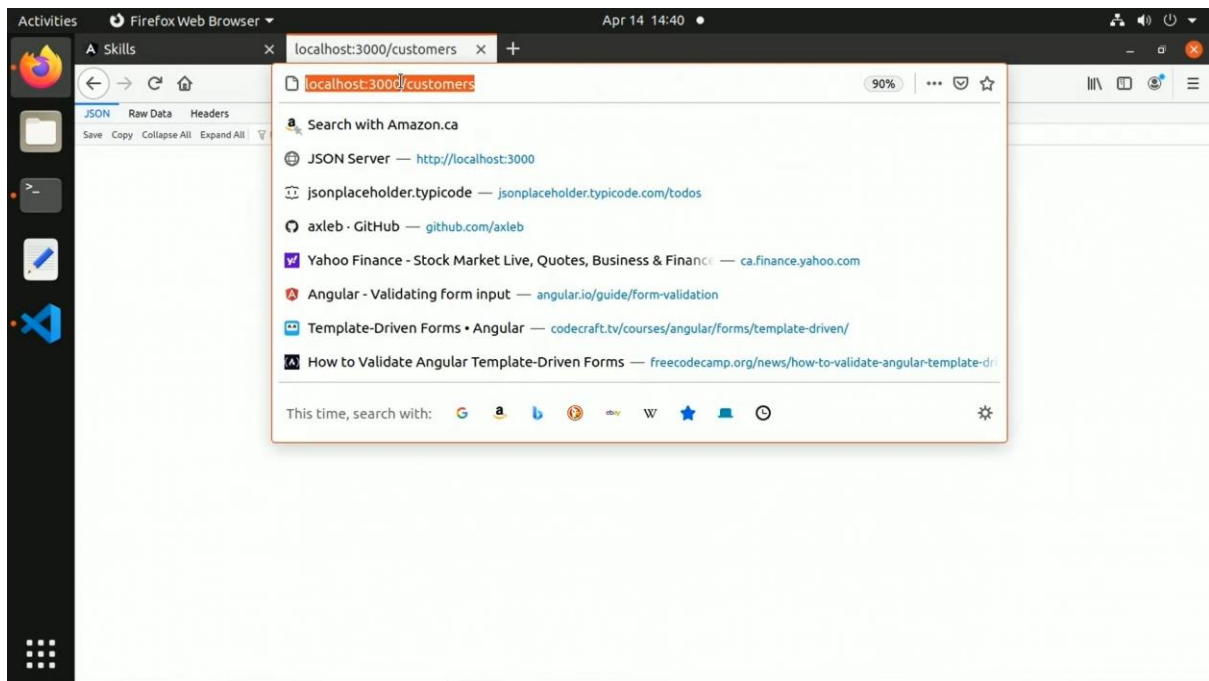 Activities Firefox Web Browser Apr 14 14:40
Skills localhost:3000/customers
localhost:3000/customers 90%
JSON Raw Data Headers
Save Copy Collapse All Expand All
Search with Amazon.ca
JSON Server — http://localhost:3000
jsonplaceholder.typicode — jsonplaceholder.typicode.com/todos
axleb · GitHub — github.com/axleb
Yahoo Finance - Stock Market Live, Quotes, Business & Finance — ca.finance.yahoo.com
Angular - Validating form input — angular.io/guide/form-validation
Template-Driven Forms • Angular — codecraft.tv/courses/angular/forms/template-driven/
How to Validate Angular Template-Driven Forms — freecodecamp.org/news/how-to-validate-angular-template-dri
This time, search with: